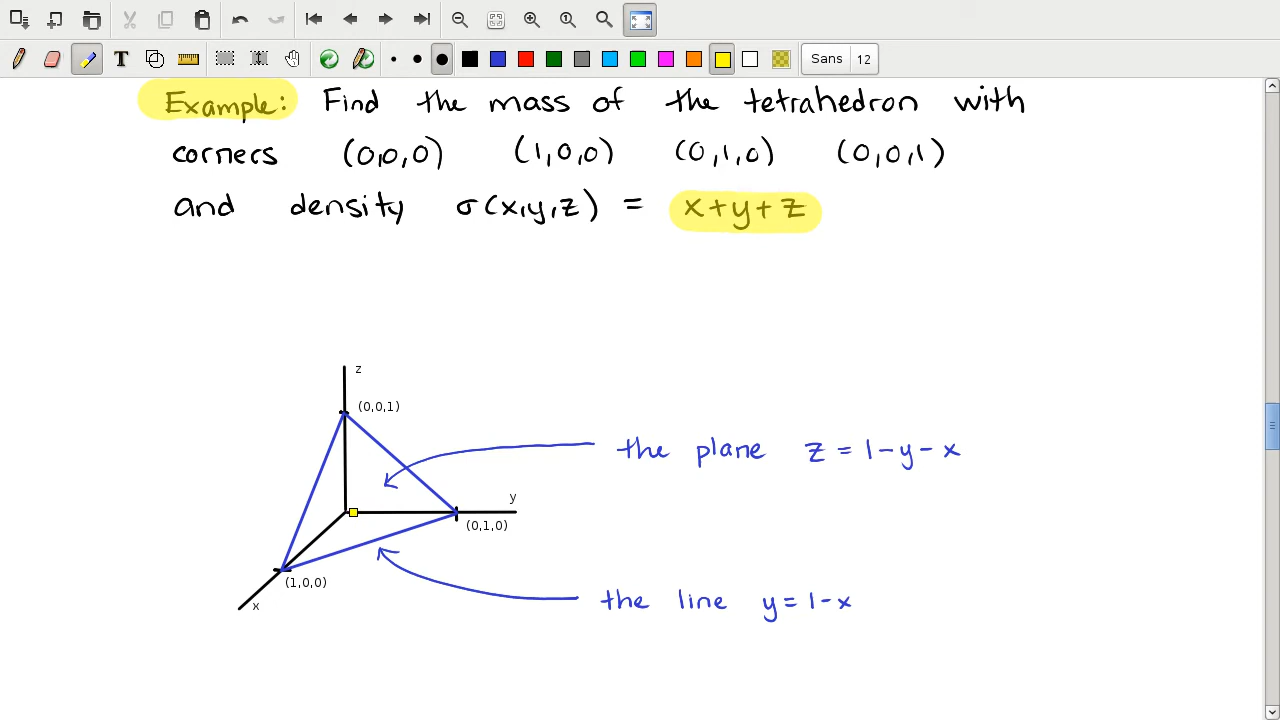 Sans 12
Example: Find the mass of the tetrahedron with
corners (0,0,0) (1,0,0) (0,1,0) (0,0,1)
and density σ(x,y,z) = x+y+z
z
(0,0,1)
the plane z = 1-y-x
y
(0,1,0)
(1,0,0)
x
the line y = 1-x